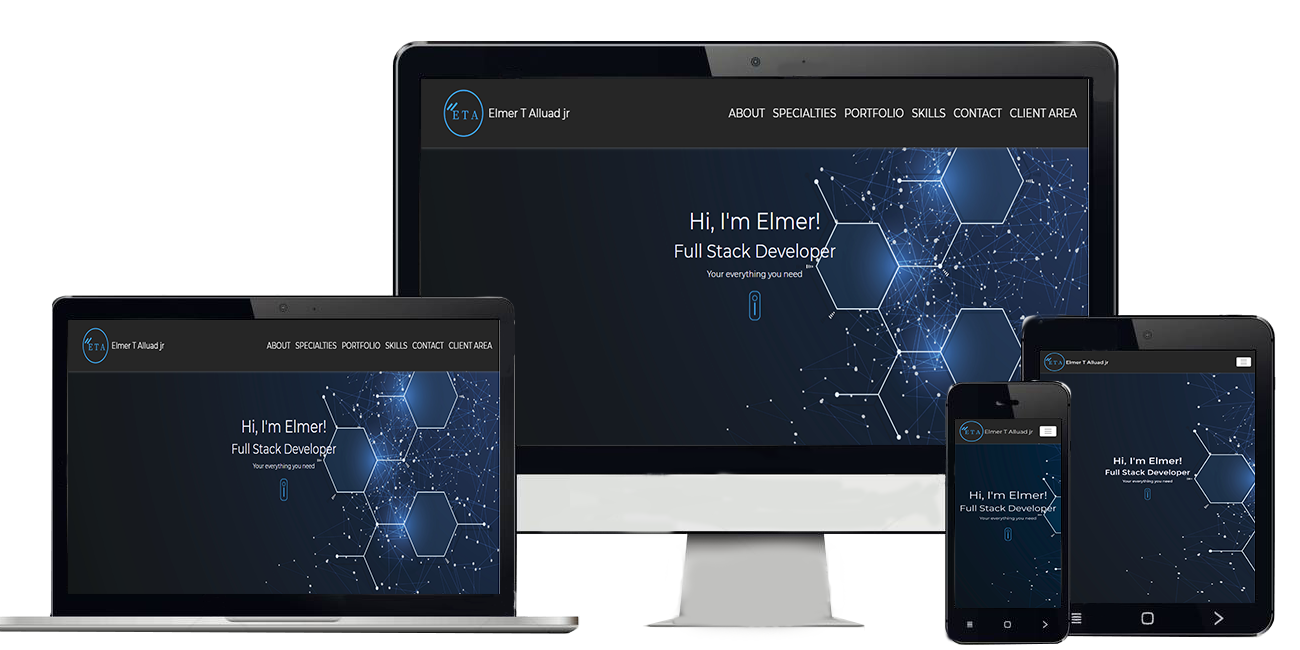 ETA Elmer T Alluad jr ABOUT SPECIALTIES PORTFOLIO SKILLS CONTACT CLIENT AREA
Hi, I'm Elmer!
Full Stack Developer
Your everything you need
ETA Elmer T Alluad jr ABOUT SPECIALTIES PORTFOLIO SKILLS CONTACT CLIENT AREA
Hi, I'm Elmer!
Full Stack Developer
Your everything you need
ETA Elmer T Alluad jr
Hi, I'm Elmer!
Full Stack Developer
Your everything you need
ETA Elmer T Alluad jr
Hi, I'm Elmer!
Full Stack Developer
Your everything you need